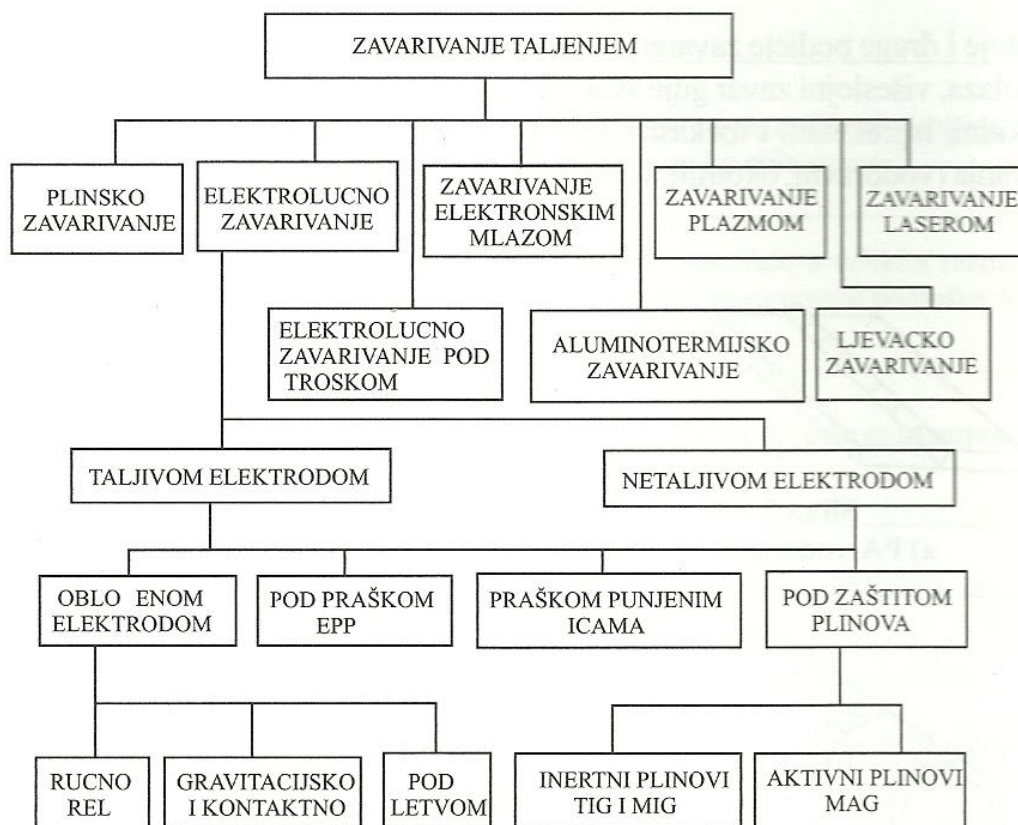 ZAVARIVANJE TALJENJEM
PLINSKO
ZAVARIVANJE
ELEKTROLUCNO
ZAVARIVANJE
ZAVARIVANJE
ELEKTRONSKIM
MLAZOM
ZAVARIVANJE
PLAZMOM
ZAVARIVANJE
LASEROM
ELEKTROLUCNO
ZAVARIVANJE POD
TROSKOM
ALUMINOTERMIJSKO
ZAVARIVANJE
LJEVACKO
ZAVARIVANJE
TALJIVOM ELEKTRODOM
NETALJIVOM ELEKTRODOM
OBLO ENOM
ELEKTRODOM
POD PRAŠKOM
EPP
PRAŠKOM PUNJENIM
ICAMA
POD ZAŠTITOM
PLINOVA
RUCNO
REL
GRAVITACIJSKO
I KONTAKTNO
POD
LETVOM
INERTNI PLINOVI
TIG I MIG
AKTIVNI PLINOVI
MAG